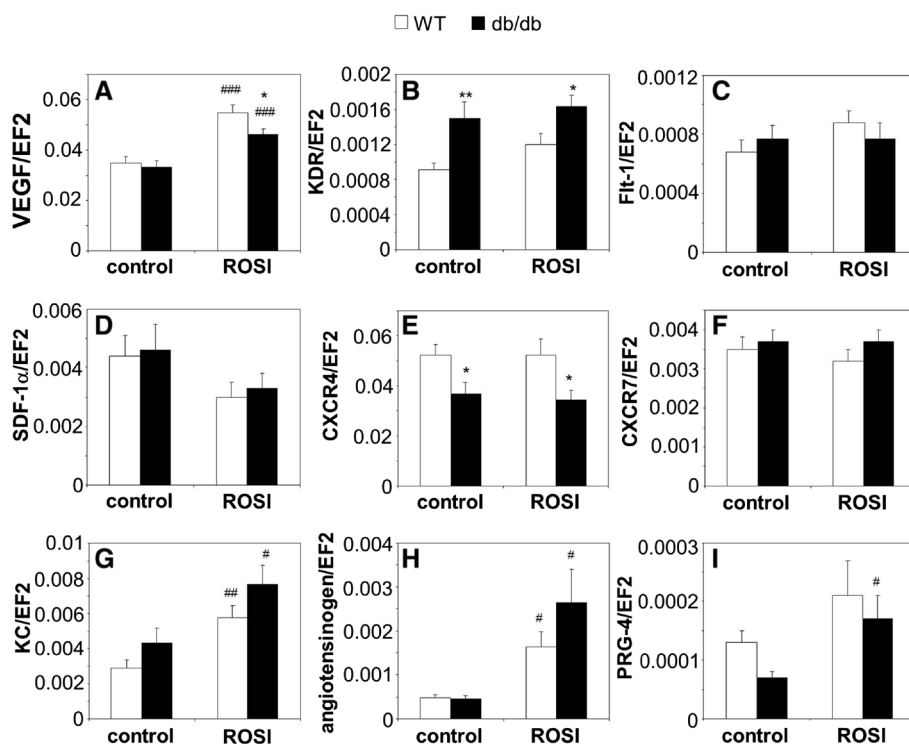 WT db/db
A
VEGF/EF2
0.06
0.04
0.02
0
###
*
###
control ROSI
B
KDR/EF2
0.002
0.0016
0.0012
0.0008
0.0004
0
**
*
control ROSI
C
Flt-1/EF2
0.0012
0.0008
0.0004
0
control ROSI
D
SDF-1α/EF2
0.006
0.004
0.002
0
control ROSI
E
CXCR4/EF2
0.06
0.04
0.02
0
*
*
control ROSI
F
CXCR7/EF2
0.004
0.003
0.002
0.001
0
control ROSI
G
KC/EF2
0.01
0.008
0.006
0.004
0.002
0
##
#
control ROSI
H
angiotensinogen/EF2
0.004
0.003
0.002
0.001
0
#
#
control ROSI
I
PRG-4/EF2
0.0003
0.0002
0.0001
0
#
control ROSI